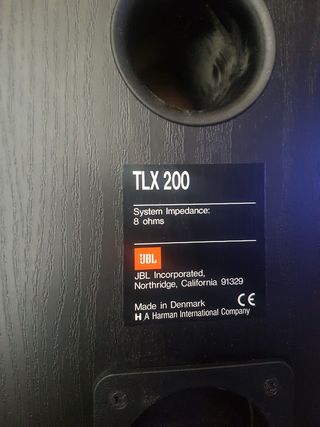 TLX 200
System Impedance:
8 ohms
JBL
JBL Incorporated,
Northridge, California 91329
Made in Denmark CE
H A Harman International Company